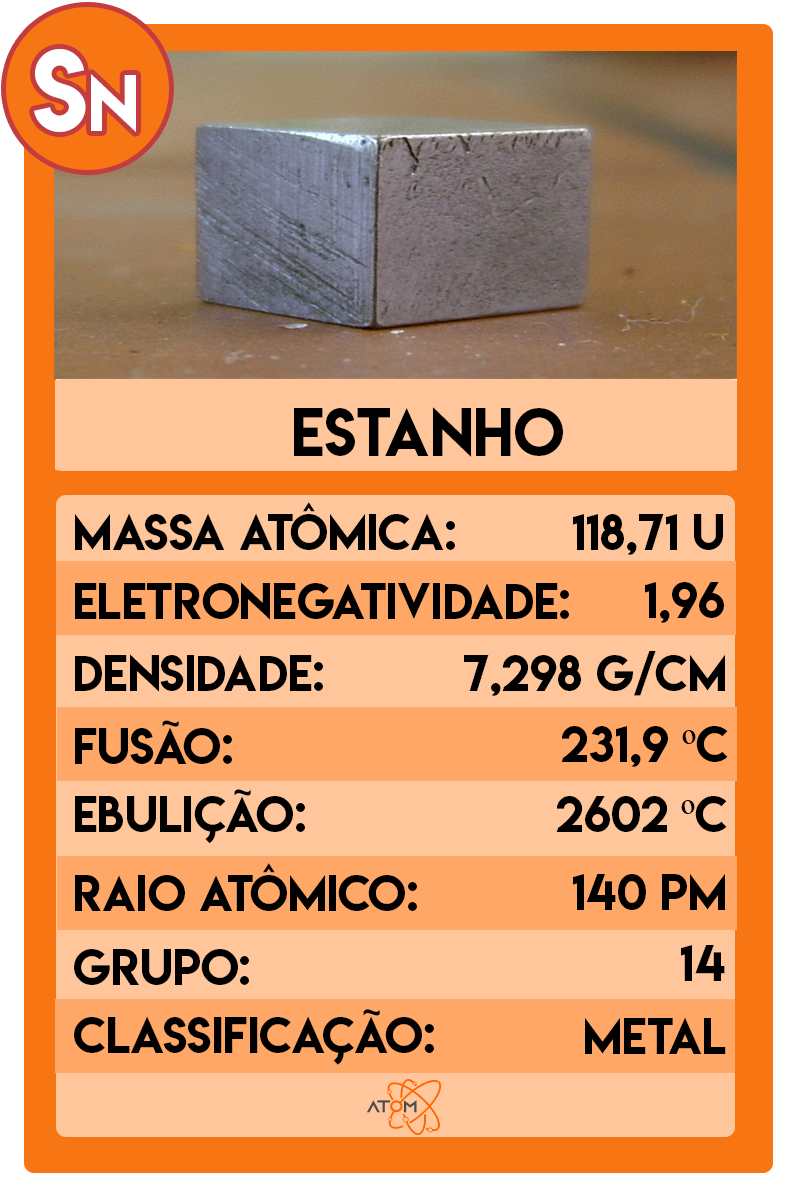 SN
ESTANHO
MASSA ATÔMICA: 118,71 U
ELETRONEGATIVIDADE: 1,96
DENSIDADE: 7,298 G/CM
FUSÃO: 231,9 ºC
EBULIÇÃO: 2602 ºC
RAIO ATÔMICO: 140 PM
GRUPO: 14
CLASSIFICAÇÃO: METAL
ATOM